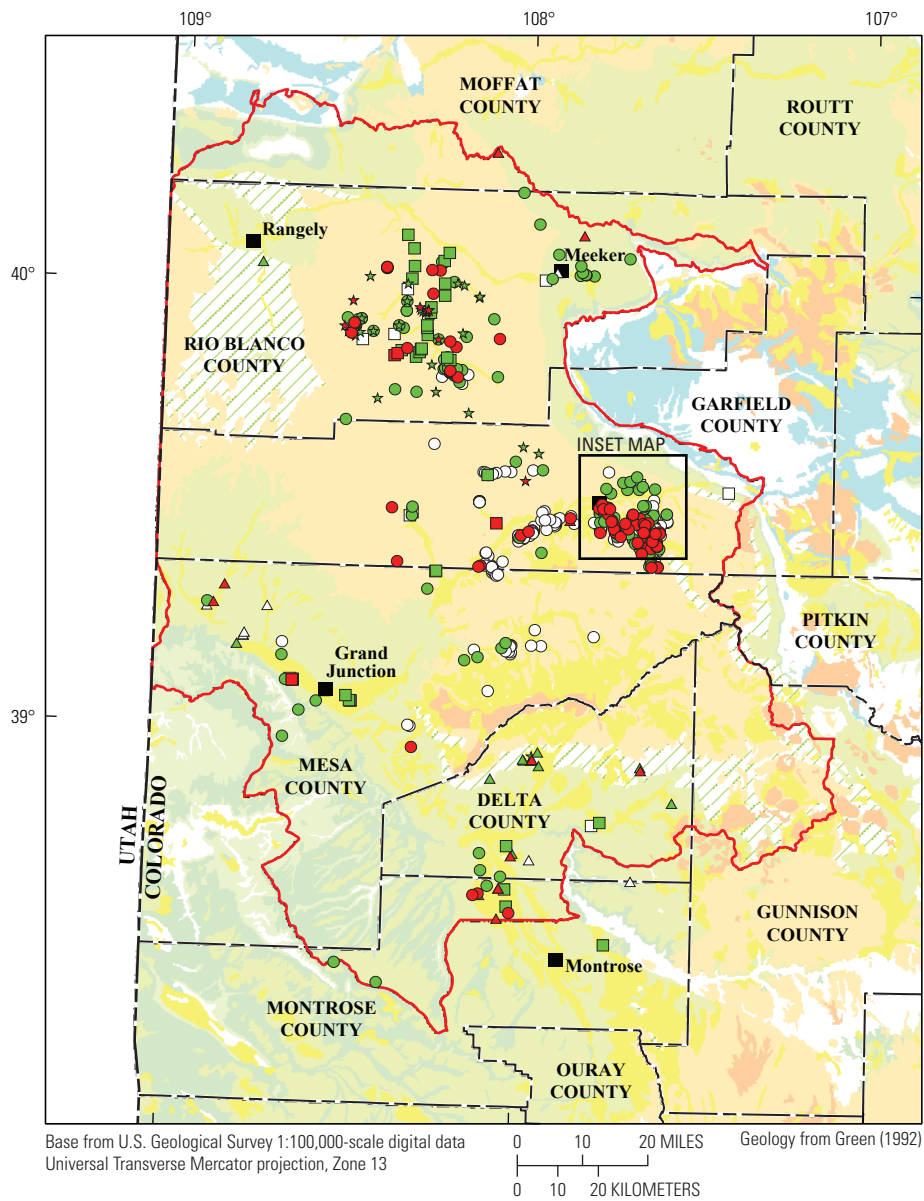 109° 108° 107°
MOFFAT
COUNTY
ROUTT
COUNTY
Rangely
40°
Meeker
RIO BLANCO
COUNTY
GARFIELD
COUNTY
INSET MAP
PITKIN
COUNTY
Grand
Junction
39°
MESA
COUNTY
UTAH
COLORADO
DELTA
COUNTY
GUNNISON
COUNTY
Montrose
MONTROSE
COUNTY
OURAY
COUNTY
Base from U.S. Geological Survey 1:100,000-scale digital data
Universal Transverse Mercator projection, Zone 13
0 10 20 MILES
0 10 20 KILOMETERS
Geology from Green (1992)